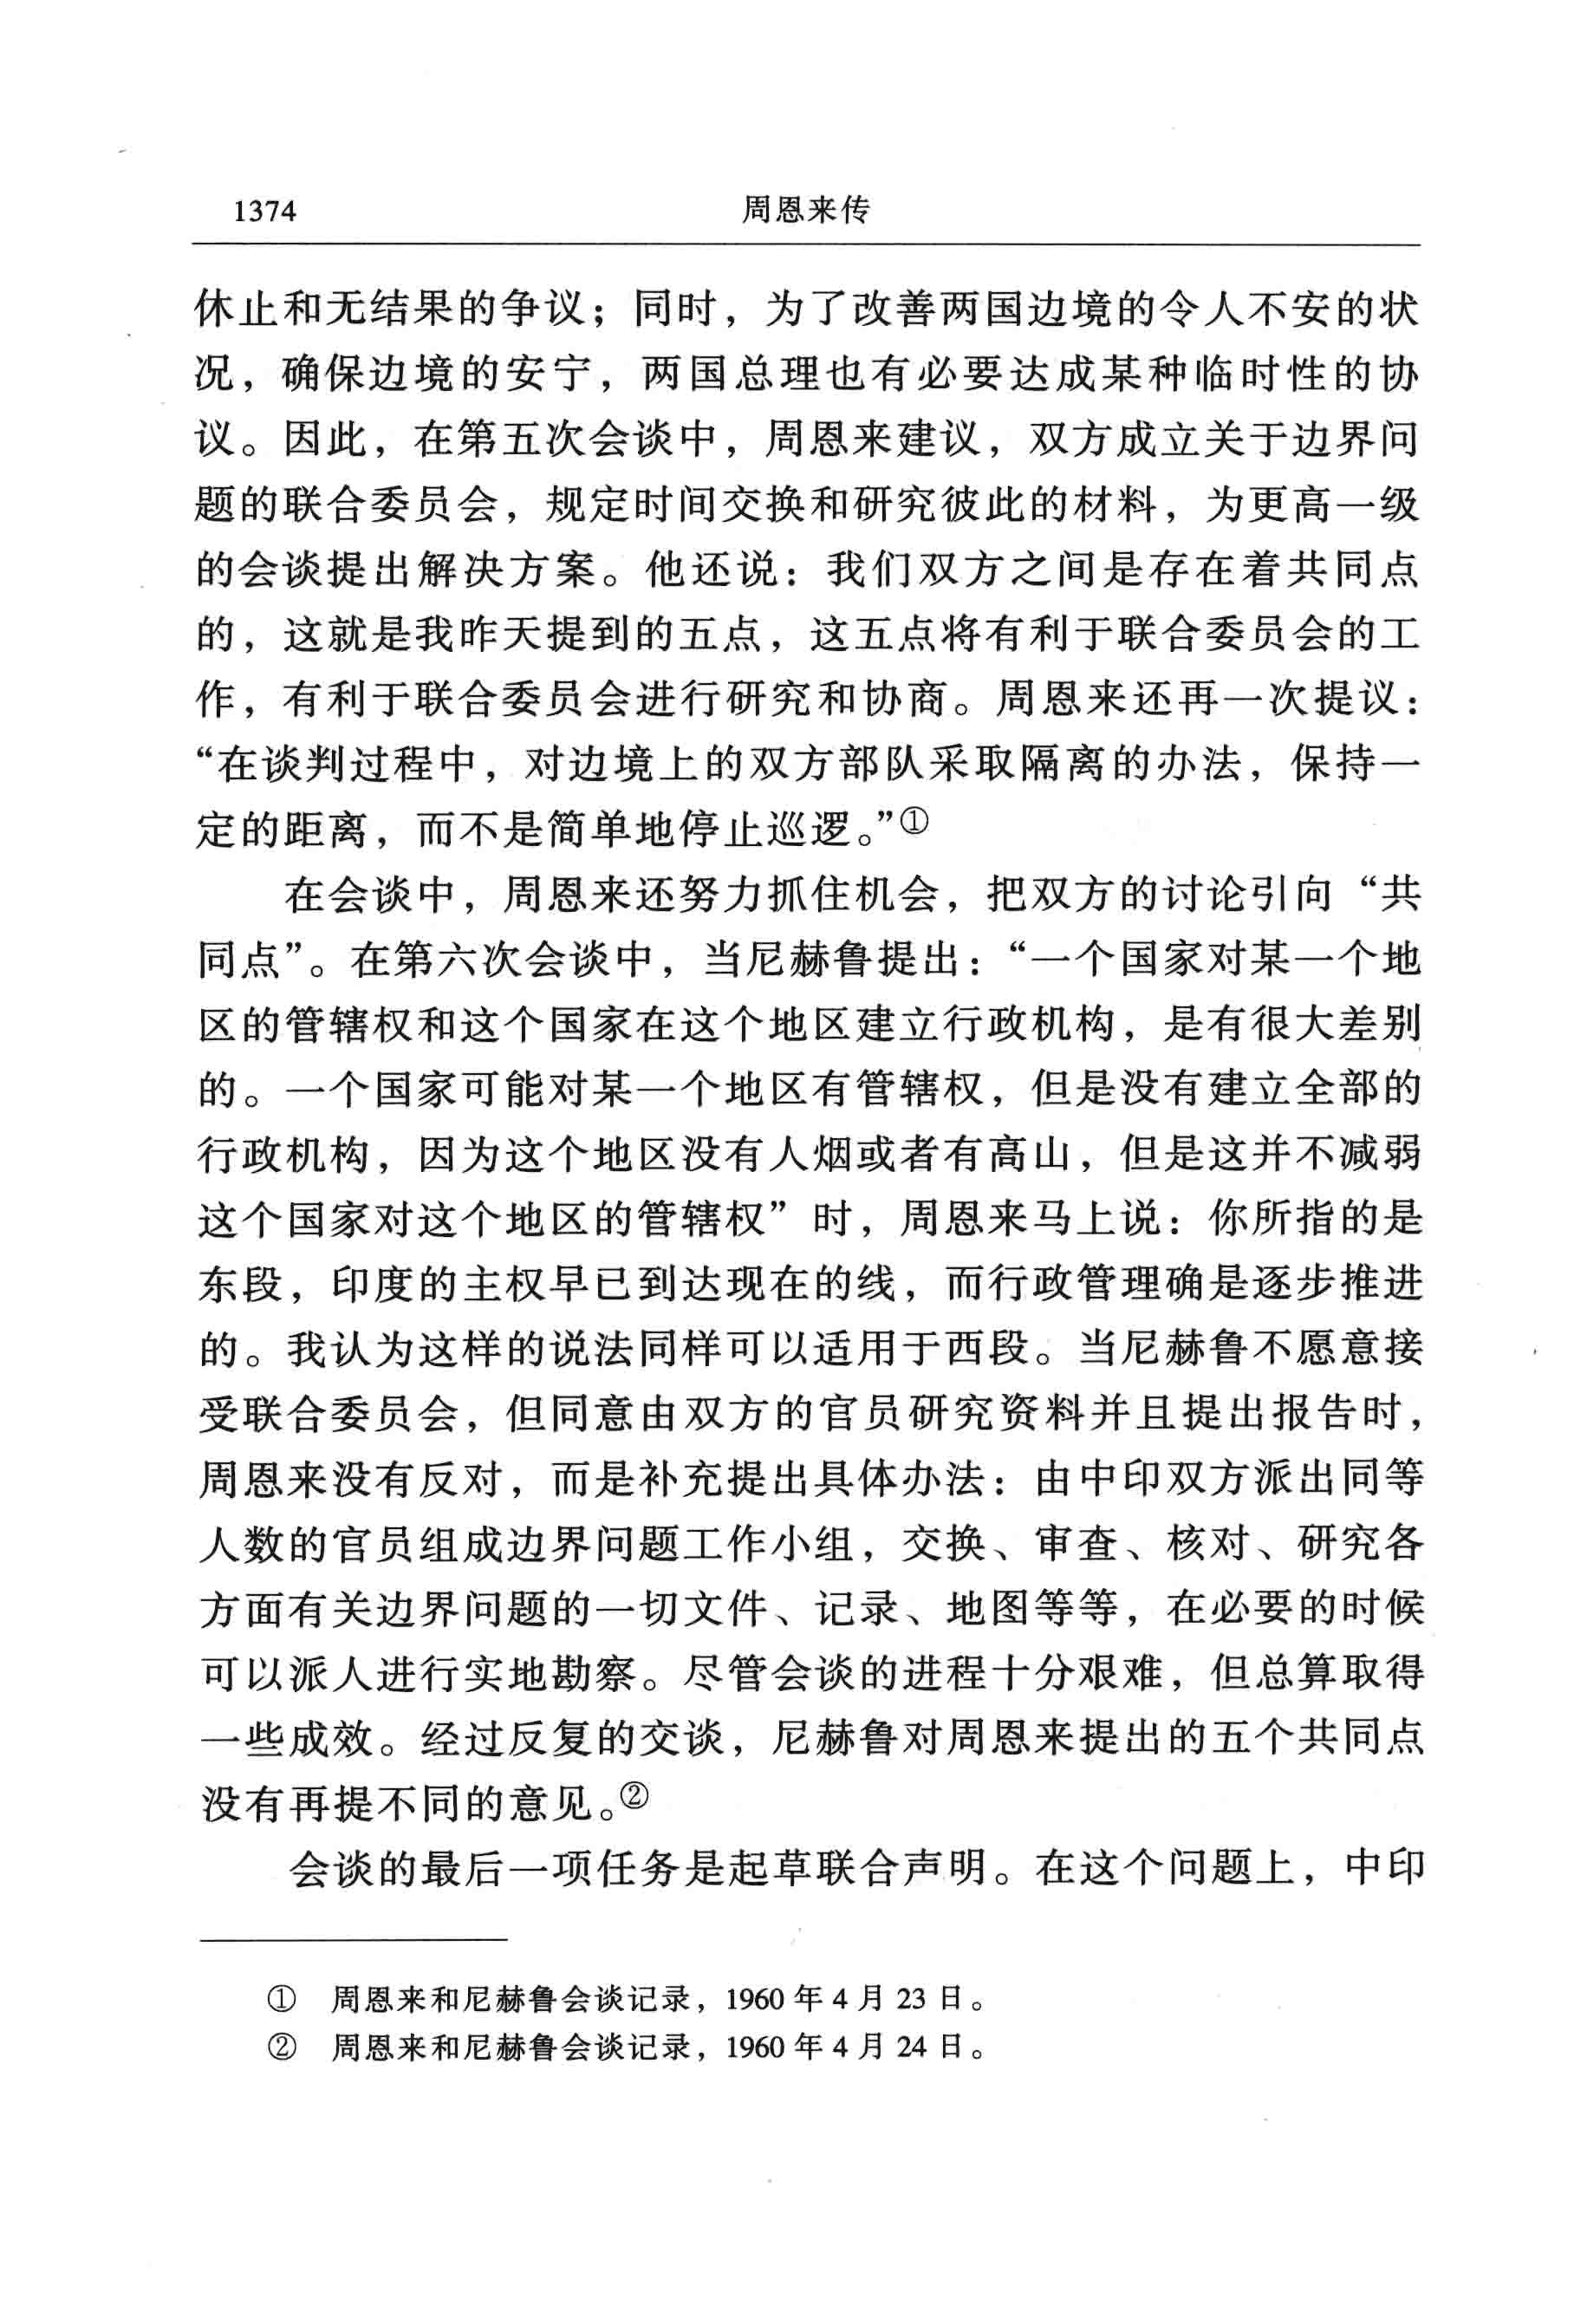 1374 周恩来传
休止和无结果的争议；同时，为了改善两国边境的令人不安的状
况，确保边境的安宁，两国总理也有必要达成某种临时性的协
议。因此，在第五次会谈中，周恩来建议，双方成立关于边界问
题的联合委员会，规定时间交换和研究彼此的材料，为更高一级
的会谈提出解决方案。他还说：我们双方之间是存在着共同点
的，这就是我昨天提到的五点，这五点将有利于联合委员会的工
作，有利于联合委员会进行研究和协商。周恩来还再一次提议：
“在谈判过程中，对边境上的双方部队采取隔离的办法，保持一
定的距离，而不是简单地停止巡逻。”①
在会谈中，周恩来还努力抓住机会，把双方的讨论引向“共
同点”。在第六次会谈中，当尼赫鲁提出：“一个国家对某一个地
区的管辖权和这个国家在这个地区建立行政机构，是有很大差别
的。一个国家可能对某一个地区有管辖权，但是没有建立全部的
行政机构，因为这个地区没有人烟或者有高山，但是这并不减弱
这个国家对这个地区的管辖权”时，周恩来马上说：你所指的是
东段，印度的主权早已到达现在的线，而行政管理确是逐步推进
的。我认为这样的说法同样可以适用于西段。当尼赫鲁不愿意接
受联合委员会，但同意由双方的官员研究资料并且提出报告时，
周恩来没有反对，而是补充提出具体办法：由中印双方派出同等
人数的官员组成边界问题工作小组，交换、审查、核对、研究各
方面有关边界问题的一切文件、记录、地图等等，在必要的时候
可以派人进行实地勘察。尽管会谈的进程十分艰难，但总算取得
一些成效。经过反复的交谈，尼赫鲁对周恩来提出的五个共同点
没有再提不同的意见。②
会谈的最后一项任务是起草联合声明。在这个问题上，中印
① 周恩来和尼赫鲁会谈记录，1960年4月23日。
② 周恩来和尼赫鲁会谈记录，1960年4月24日。